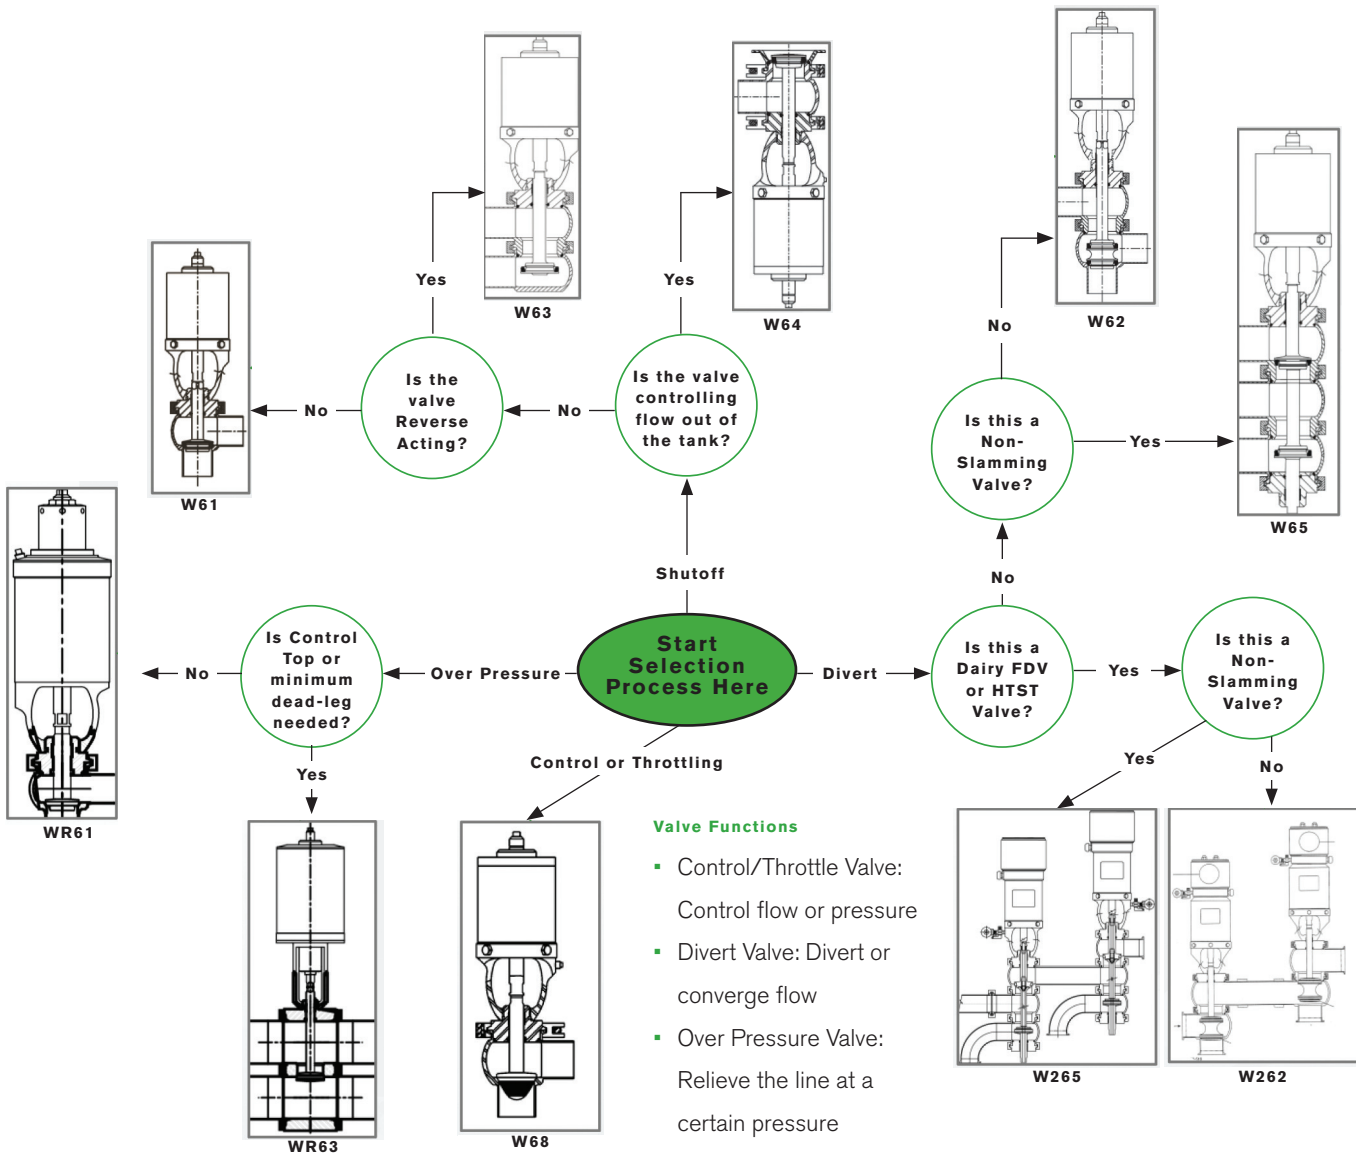 W63
W64
W62
W65
W61
Yes
Is the
valve
Reverse
Acting?
No
Yes
Is the valve
controlling
flow out of
the tank?
No
No
Is this a
Non-
Slamming
Valve?
Yes
Shutoff
No
WR61
Is Control
Top or
minimum
dead-leg
needed?
No
Yes
Over Pressure
Start
Selection
Process Here
Divert
Is this a
Dairy FDV
or HTST
Valve?
Yes
Is this a
Non-
Slamming
Valve?
Yes
No
Control or Throttling
WR63
W68
Valve Functions
▪ Control/Throttle Valve:
Control flow or pressure
▪ Divert Valve: Divert or
converge flow
▪ Over Pressure Valve:
Relieve the line at a
certain pressure
W265
W262